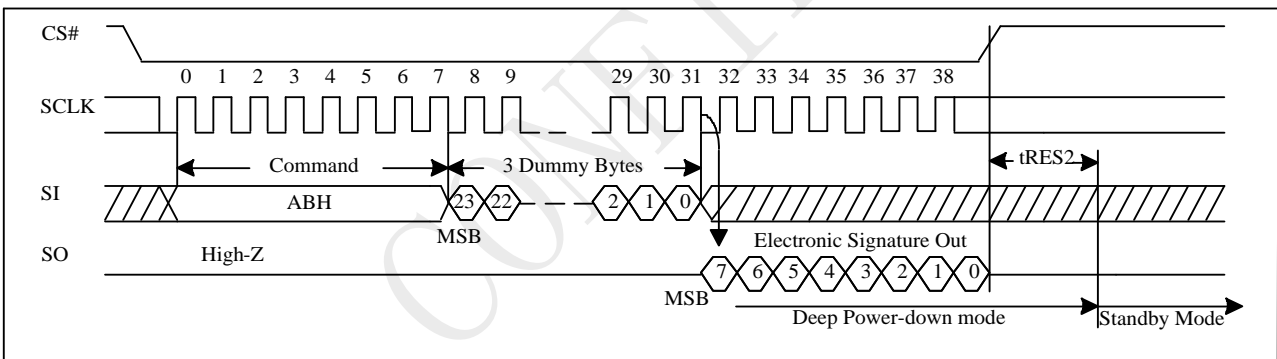 CS#
0 1 2 3 4 5 6 7 8 9 29 30 31 32 33 34 35 36 37 38
SCLK
Command 3 Dummy Bytes tRES2
SI ABH 23 22 2 1 0
MSB Electronic Signature Out
SO High-Z
7 6 5 4 3 2 1 0
MSB
Deep Power-down mode Standby Mode